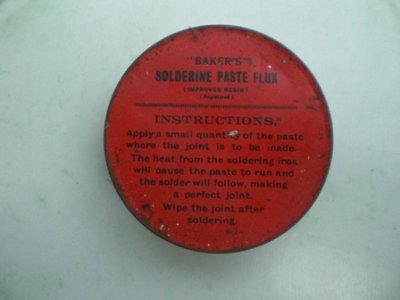 "BAKER'S"
SOLDERINE PASTE FLUX
(IMPROVED RESIN)
(Regissered)
INSTRUCTIONS.
Apply a small quantity of the paste
where the joint is to be made.
The heat from the soldering iron
will cause the paste to run and
the solder will follow, making
a perfect joint.
Wipe the joint after
soldering.